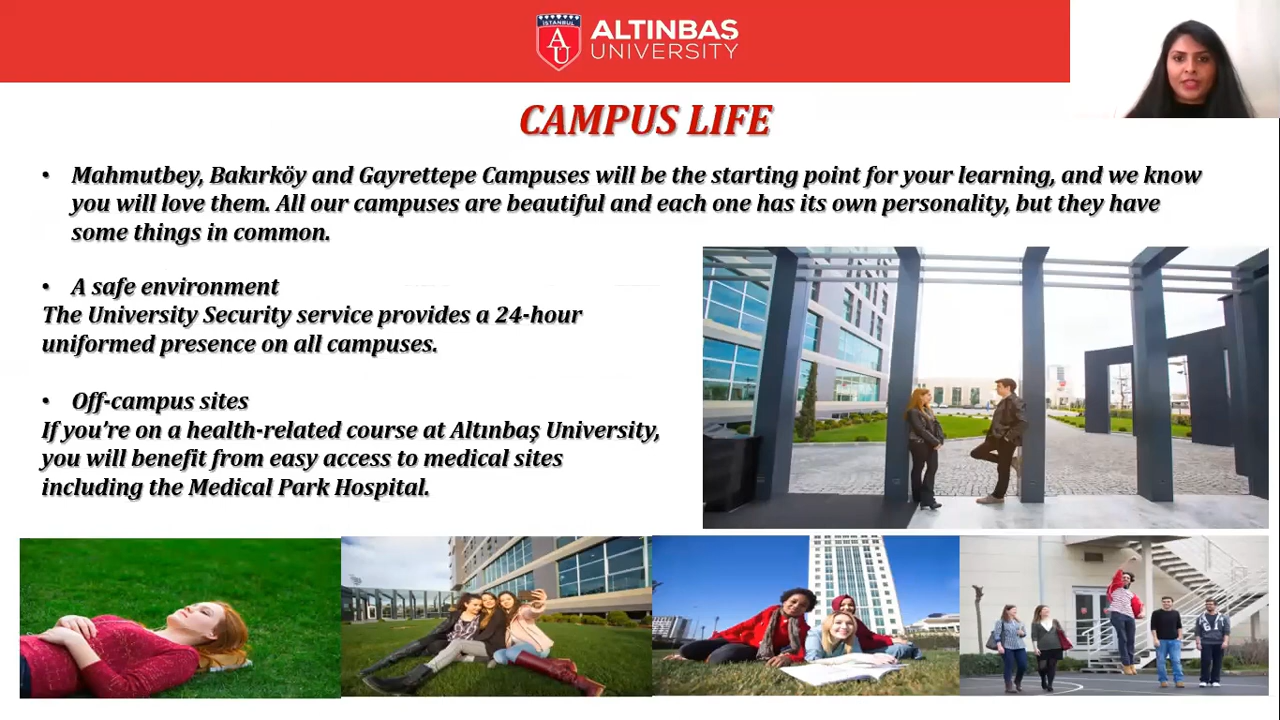 İSTANBUL
AU
ALTINBAŞ
UNIVERSITY
CAMPUS LIFE
• Mahmutbey, Bakırköy and Gayrettepe Campuses will be the starting point for your learning, and we know
you will love them. All our campuses are beautiful and each one has its own personality, but they have
some things in common.
• A safe environment
The University Security service provides a 24-hour
uniformed presence on all campuses.
• Off-campus sites
If you’re on a health-related course at Altınbaş University,
you will benefit from easy access to medical sites
including the Medical Park Hospital.